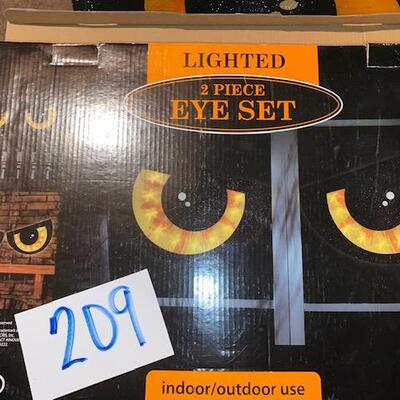 LIGHTED
2 PIECE
EYE SET
209
indoor/outdoor use